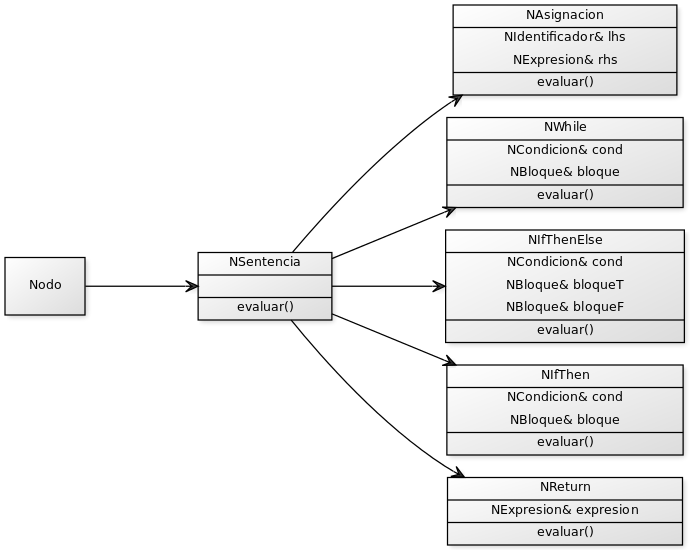 Nodo
NSentencia
evaluar()
NAsignacion
NIdentificador& lhs
NExpresion& rhs
evaluar()
NWhile
NCondicion& cond
NBloque& bloque
evaluar()
NIfThenElse
NCondicion& cond
NBloque& bloqueT
NBloque& bloqueF
evaluar()
NIfThen
NCondicion& cond
NBloque& bloque
evaluar()
NReturn
NExpresion& expresion
evaluar()